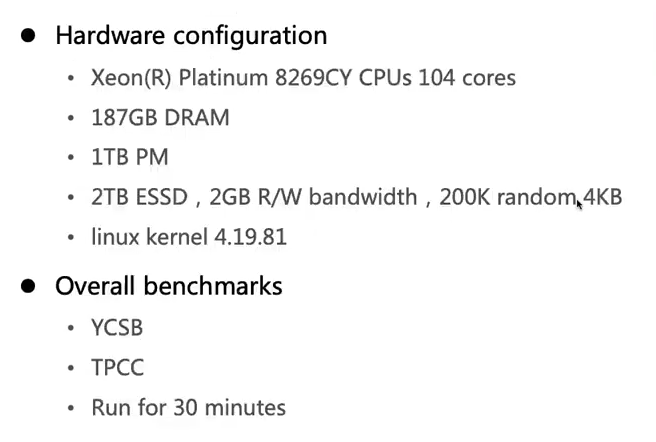 ● Hardware configuration
• Xeon(R) Platinum 8269CY CPUs 104 cores
• 187GB DRAM
• 1TB PM
• 2TB ESSD , 2GB R/W bandwidth , 200K random 4KB
• linux kernel 4.19.81
● Overall benchmarks
• YCSB
• TPCC
• Run for 30 minutes